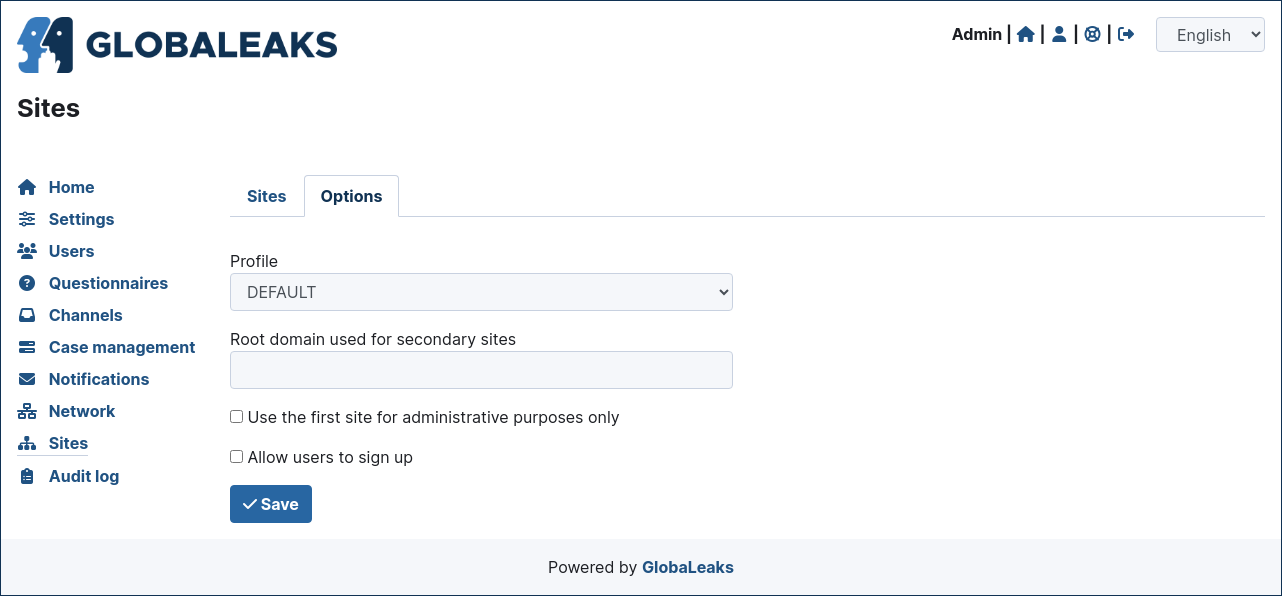 GLOBALEAKS
Admin | | | |
English
Sites
Home
Settings
Users
Questionnaires
Channels
Case management
Notifications
Network
Sites
Audit log
Sites Options
Profile
DEFAULT
Root domain used for secondary sites
Use the first site for administrative purposes only
Allow users to sign up
Save
Powered by GlobaLeaks